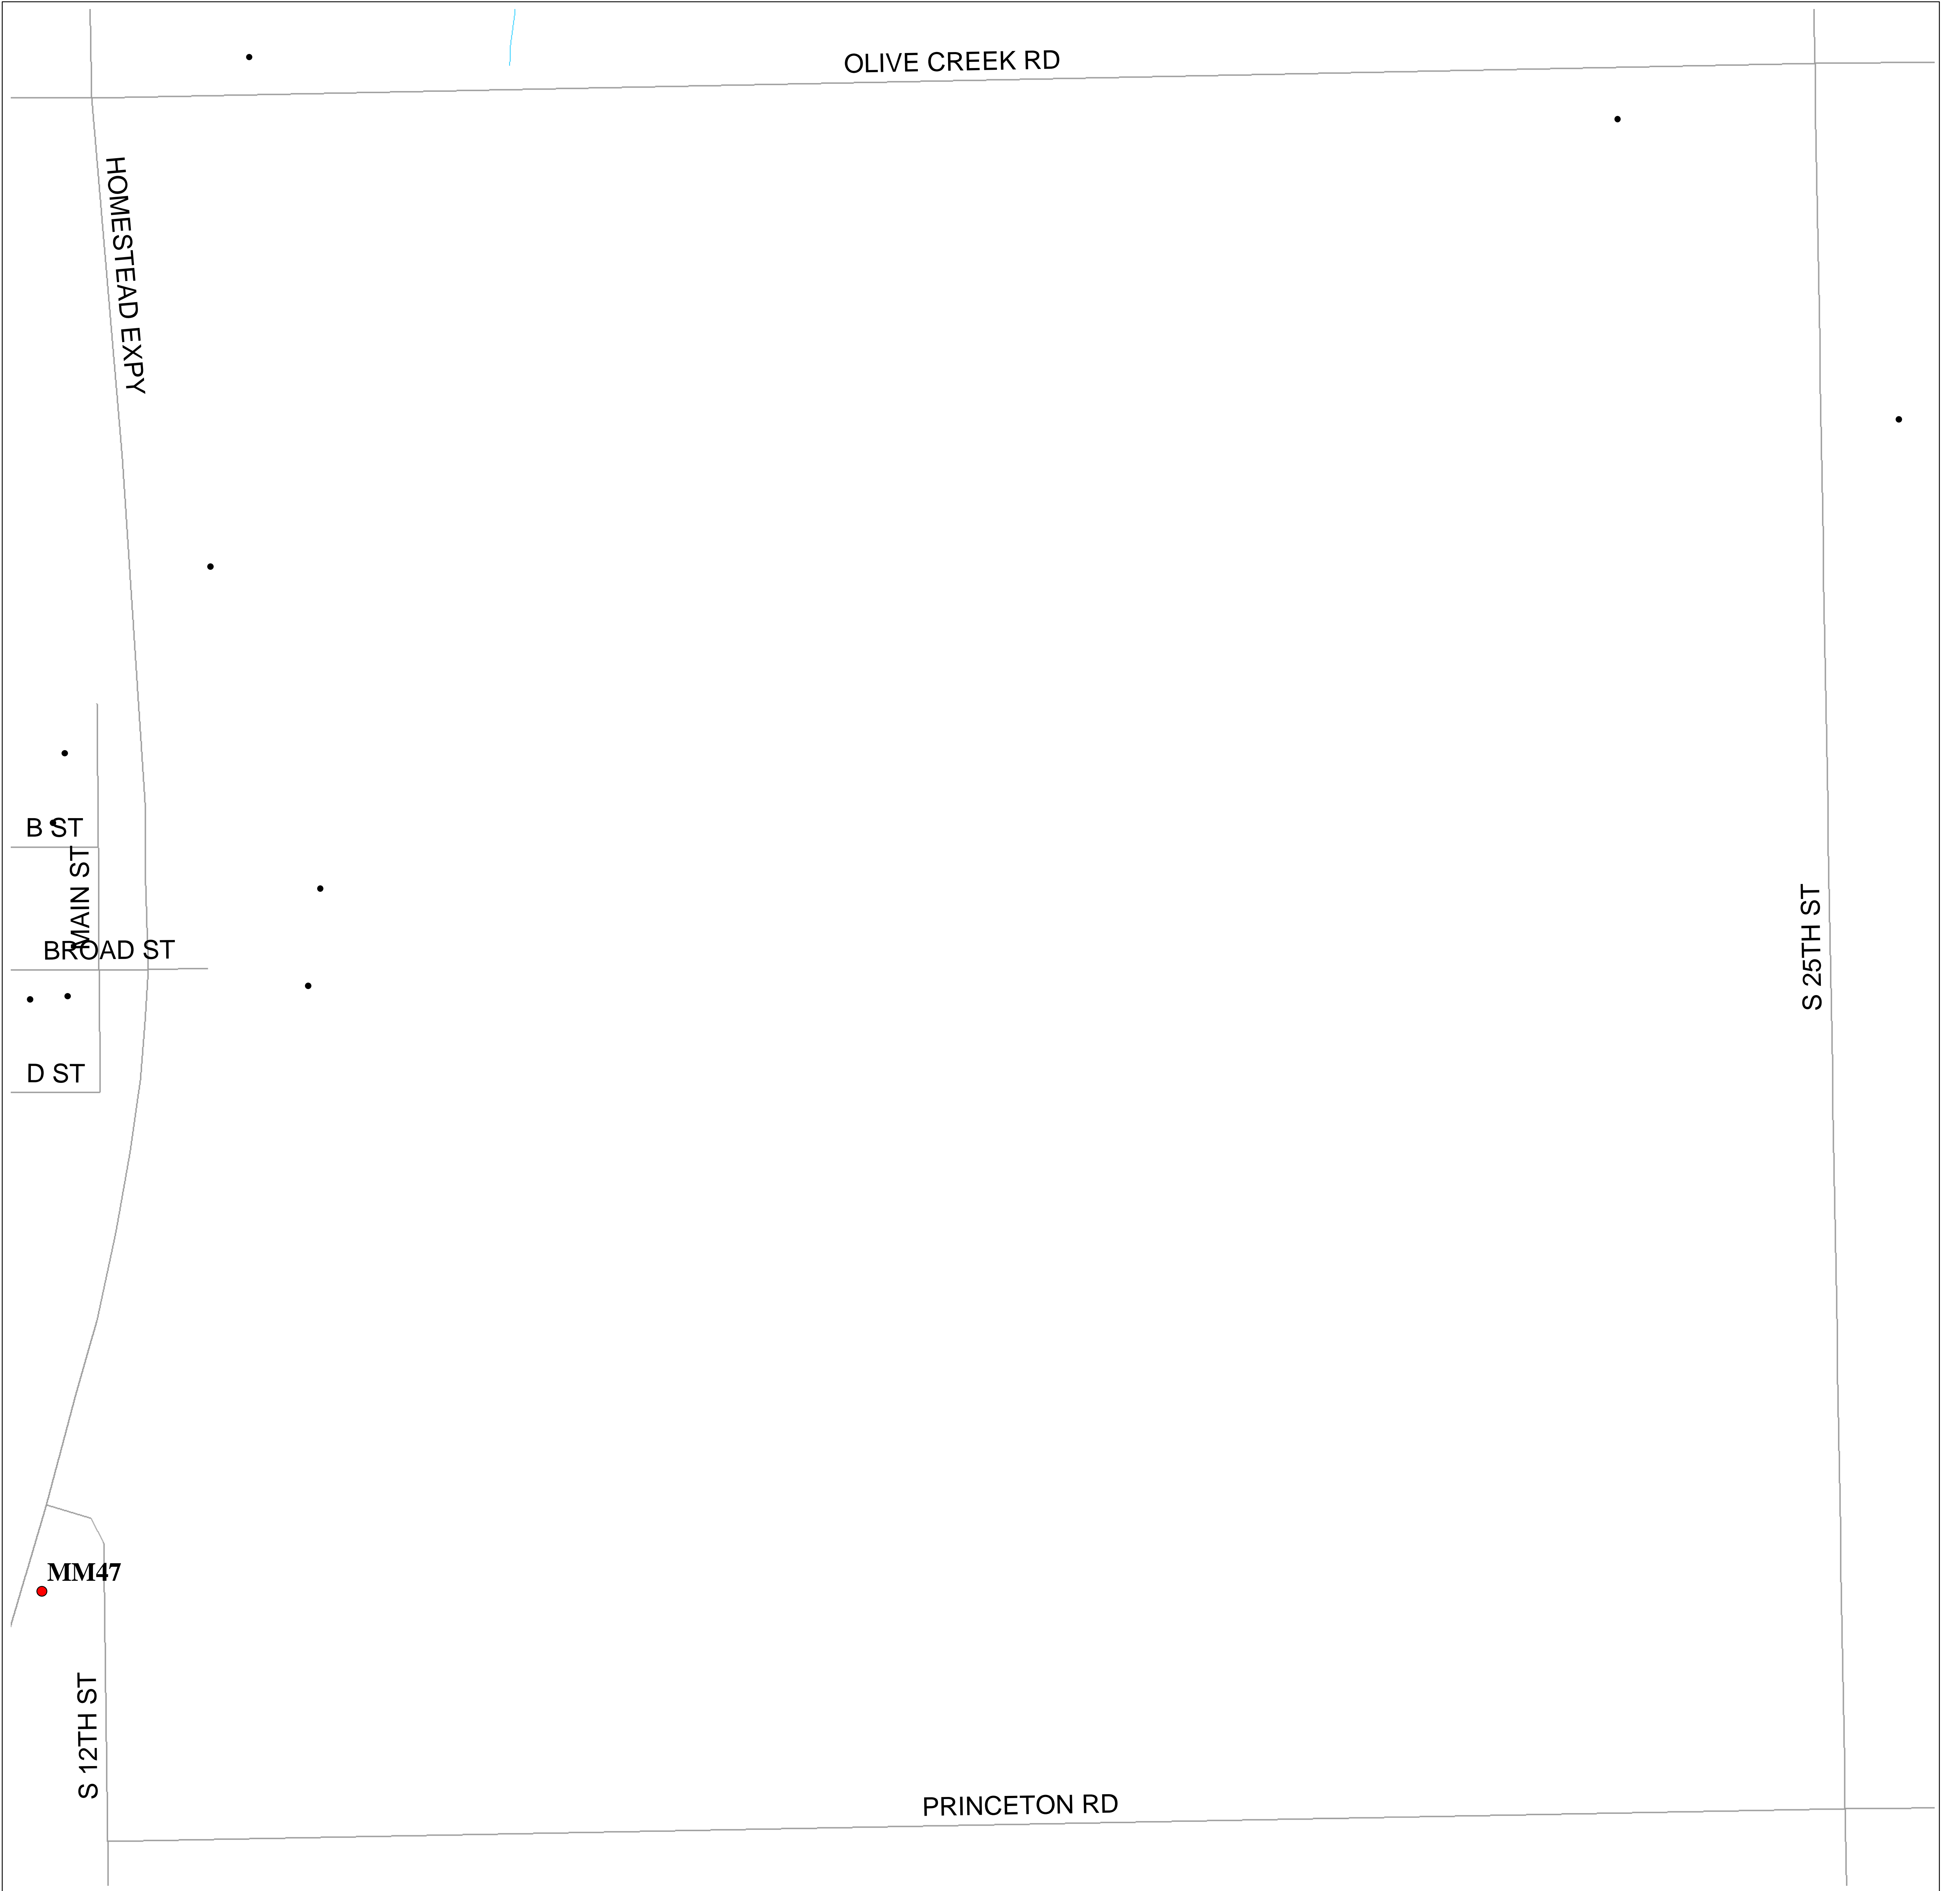 OLIVE CREEK RD
HOMESTEAD EXPY
B ST
MAIN ST
BROAD ST
S 25TH ST
D ST
MM47
S 12TH ST
PRINCETON RD